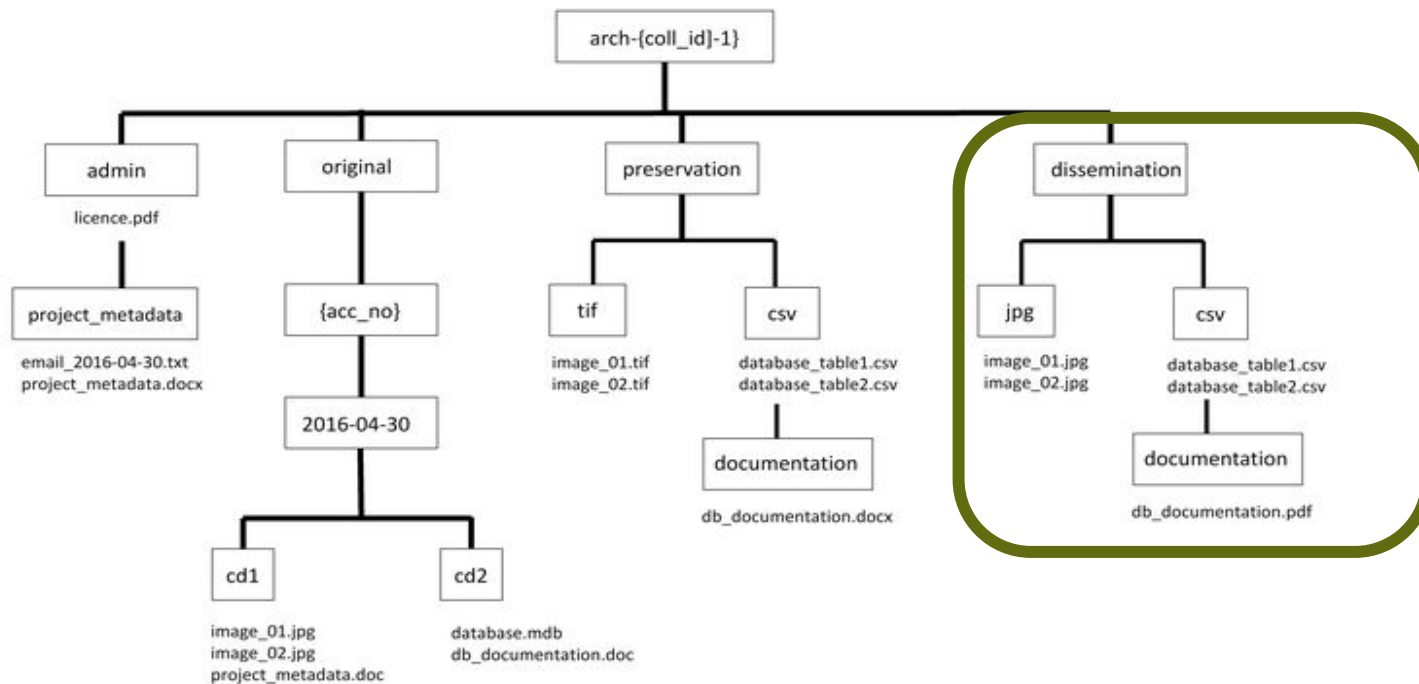 arch-{coll_id]-1}
admin
original
preservation
dissemination
licence.pdf
project_metadata
{acc_no}
tif
csv
jpg
csv
email_2016-04-30.txt
project_metadata.docx
image_01.tif
image_02.tif
database_table1.csv
database_table2.csv
image_01.jpg
image_02.jpg
database_table1.csv
database_table2.csv
2016-04-30
documentation
documentation
db_documentation.docx
db_documentation.pdf
cd1
cd2
image_01.jpg
image_02.jpg
project_metadata.doc
database.mdb
db_documentation.doc